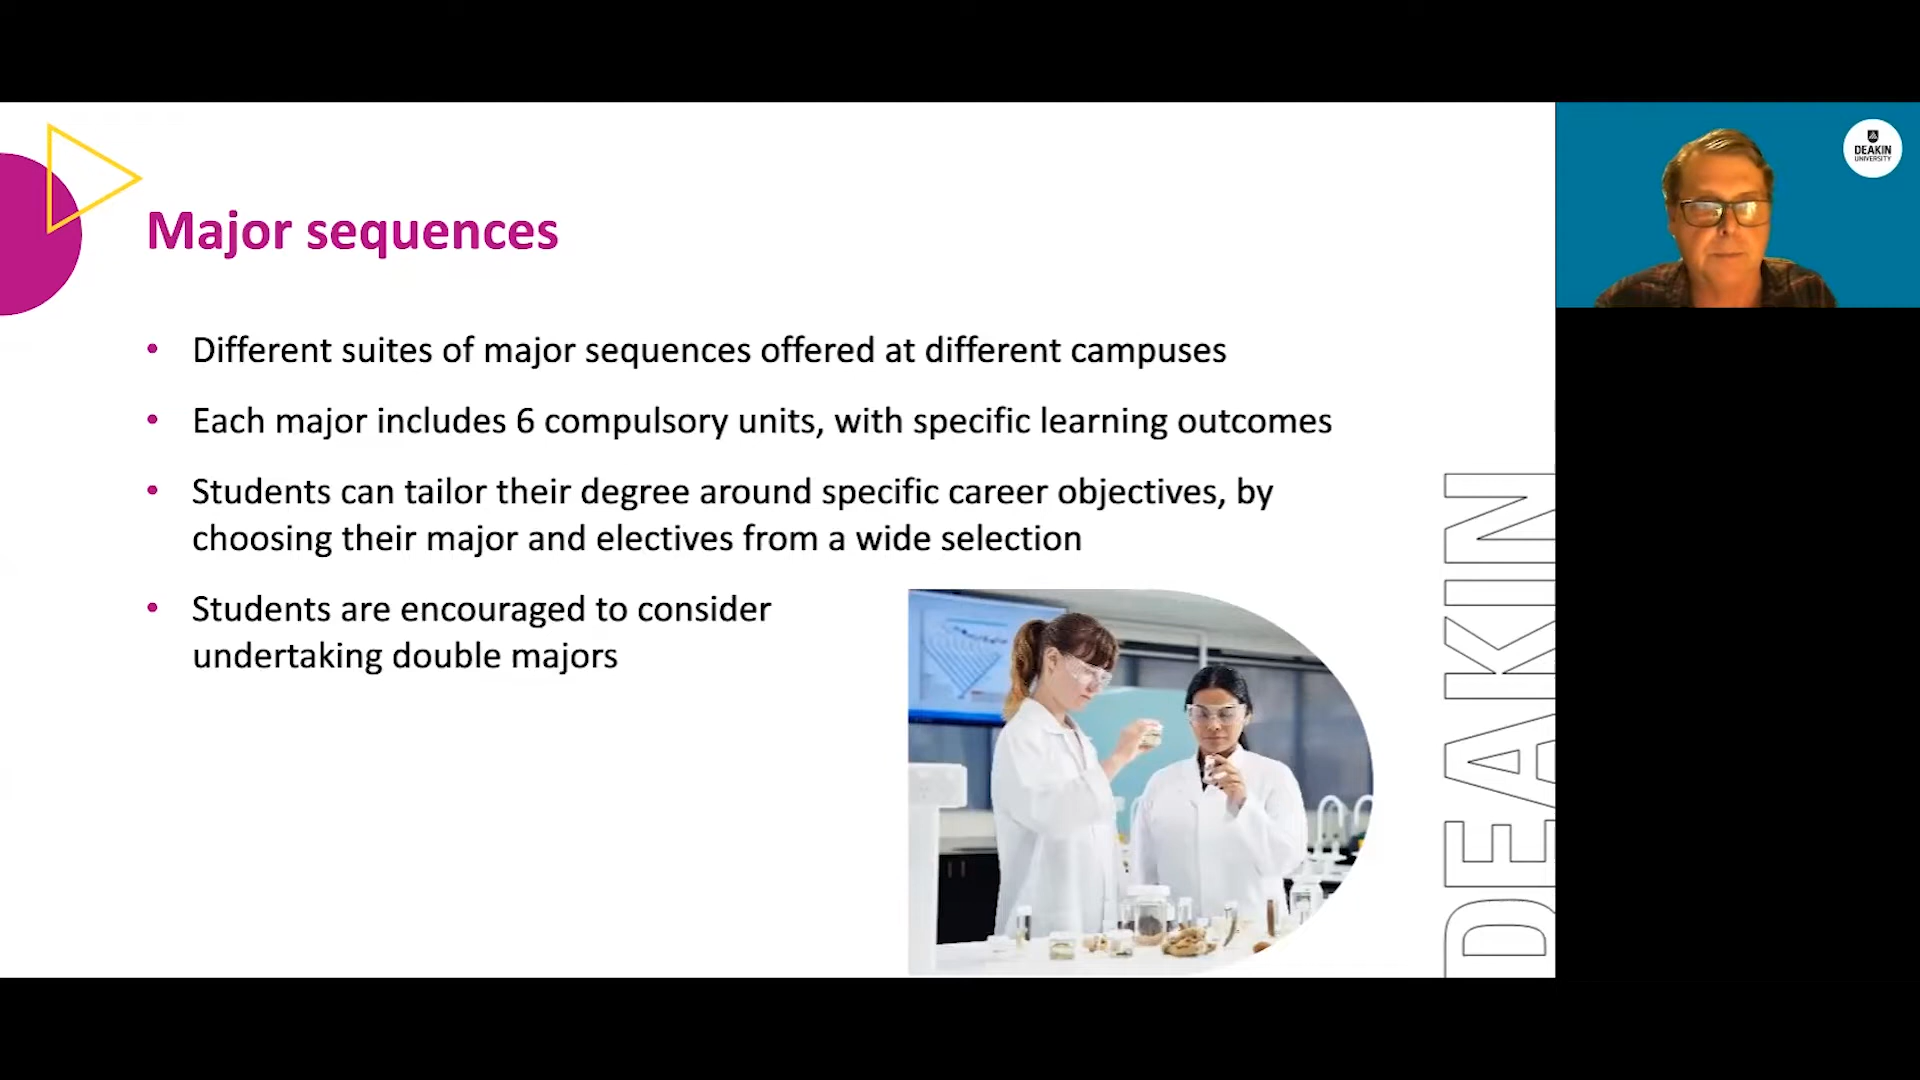 Major sequences
• Different suites of major sequences offered at different campuses
• Each major includes 6 compulsory units, with specific learning outcomes
• Students can tailor their degree around specific career objectives, by
choosing their major and electives from a wide selection
• Students are encouraged to consider
undertaking double majors
DEAKIN
DEAKIN
UNIVERSITY